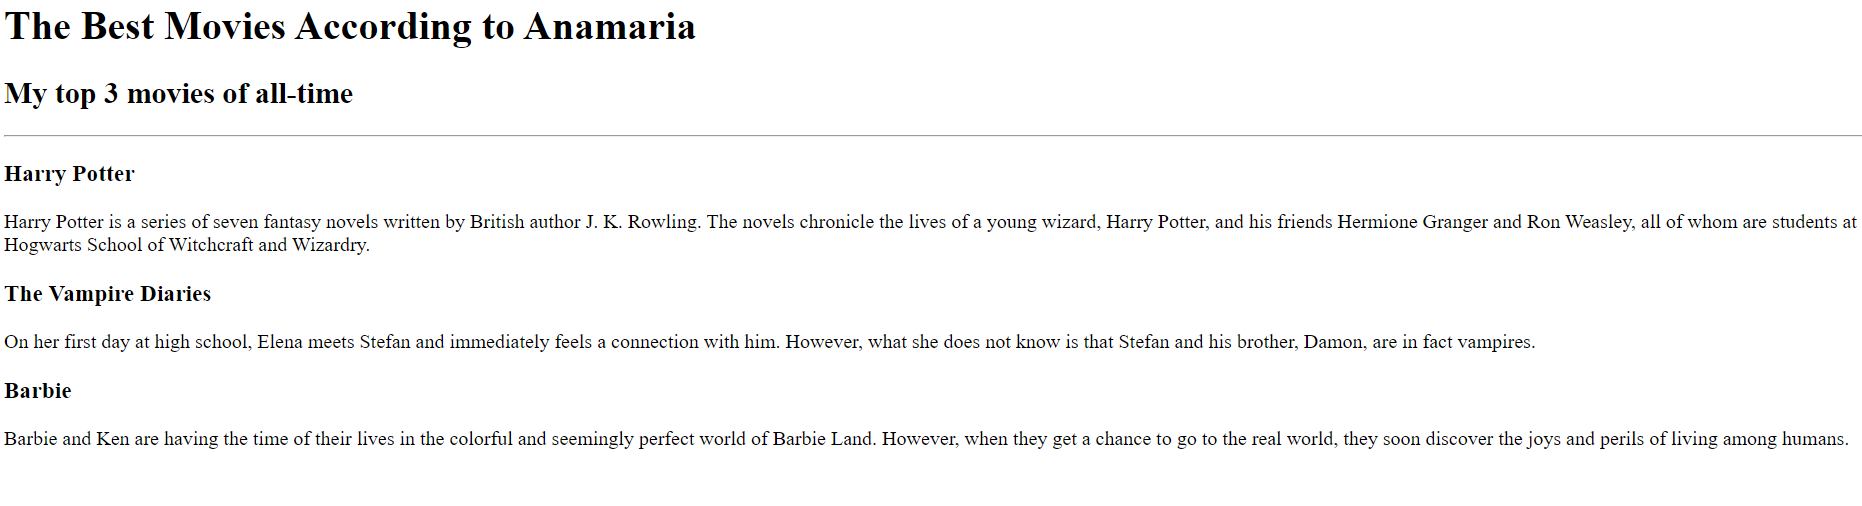 The Best Movies According to Anamaria
My top 3 movies of all-time
Harry Potter
Harry Potter is a series of seven fantasy novels written by British author J. K. Rowling. The novels chronicle the lives of a young wizard, Harry Potter, and his friends Hermione Granger and Ron Weasley, all of whom are students at
Hogwarts School of Witchcraft and Wizardry.
The Vampire Diaries
On her first day at high school, Elena meets Stefan and immediately feels a connection with him. However, what she does not know is that Stefan and his brother, Damon, are in fact vampires.
Barbie
Barbie and Ken are having the time of their lives in the colorful and seemingly perfect world of Barbie Land. However, when they get a chance to go to the real world, they soon discover the joys and perils of living among humans.